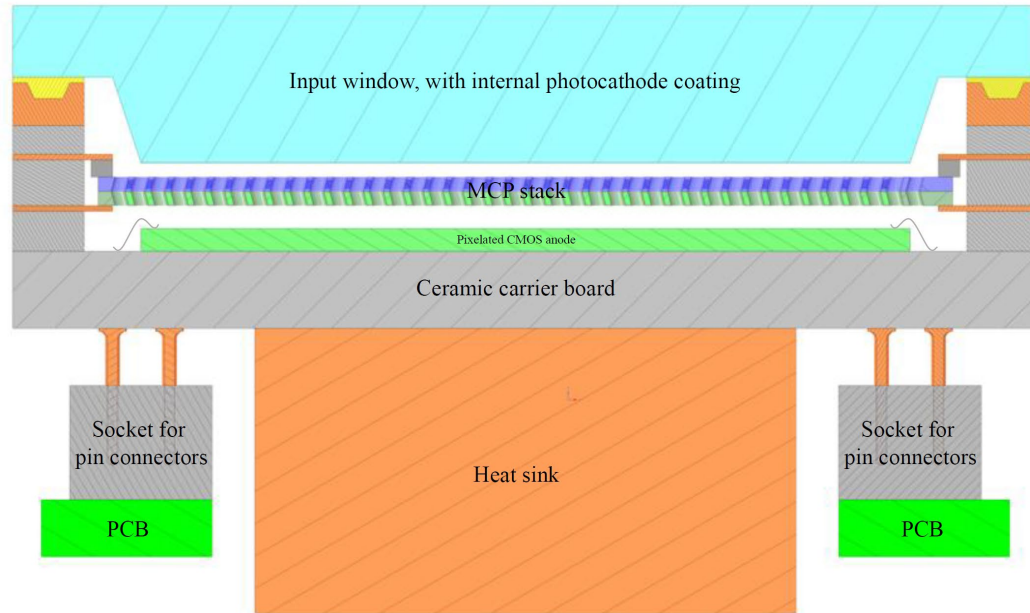 Input window, with internal photocathode coating
MCP stack
Pixelated CMOS anode
Ceramic carrier board
Socket for
pin connectors
Socket for
pin connectors
Heat sink
PCB
PCB